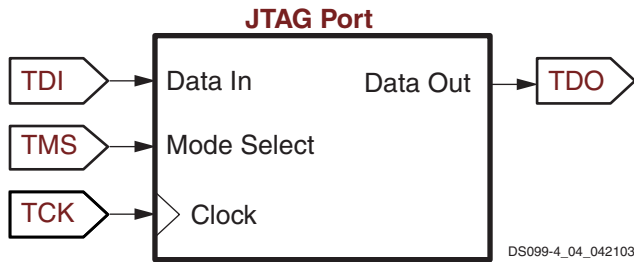 JTAG Port
TDI
Data In
Data Out
TDO
TMS
Mode Select
TCK
Clock
DS099-4_04_042103